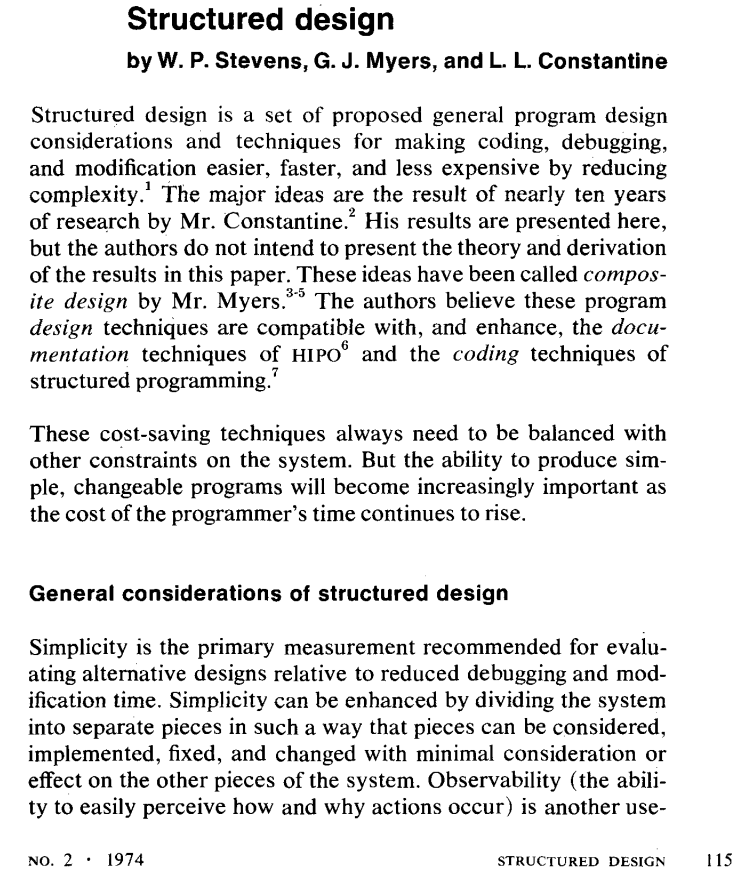 Structured design
by W. P. Stevens, G. J. Myers, and L. L. Constantine
Structured design is a set of proposed general program design
considerations and techniques for making coding, debugging,
and modification easier, faster, and less expensive by reducing
complexity.¹ The major ideas are the result of nearly ten years
of research by Mr. Constantine.² His results are presented here,
but the authors do not intend to present the theory and derivation
of the results in this paper. These ideas have been called compos-
ite design by Mr. Myers.³⁻⁵ The authors believe these program
design techniques are compatible with, and enhance, the docu-
mentation techniques of HIPO⁶ and the coding techniques of
structured programming.⁷
These cost-saving techniques always need to be balanced with
other constraints on the system. But the ability to produce sim-
ple, changeable programs will become increasingly important as
the cost of the programmer's time continues to rise.
General considerations of structured design
Simplicity is the primary measurement recommended for evalu-
ating alternative designs relative to reduced debugging and mod-
ification time. Simplicity can be enhanced by dividing the system
into separate pieces in such a way that pieces can be considered,
implemented, fixed, and changed with minimal consideration or
effect on the other pieces of the system. Observability (the abili-
ty to easily perceive how and why actions occur) is another use-
NO. 2 · 1974 STRUCTURED DESIGN 115